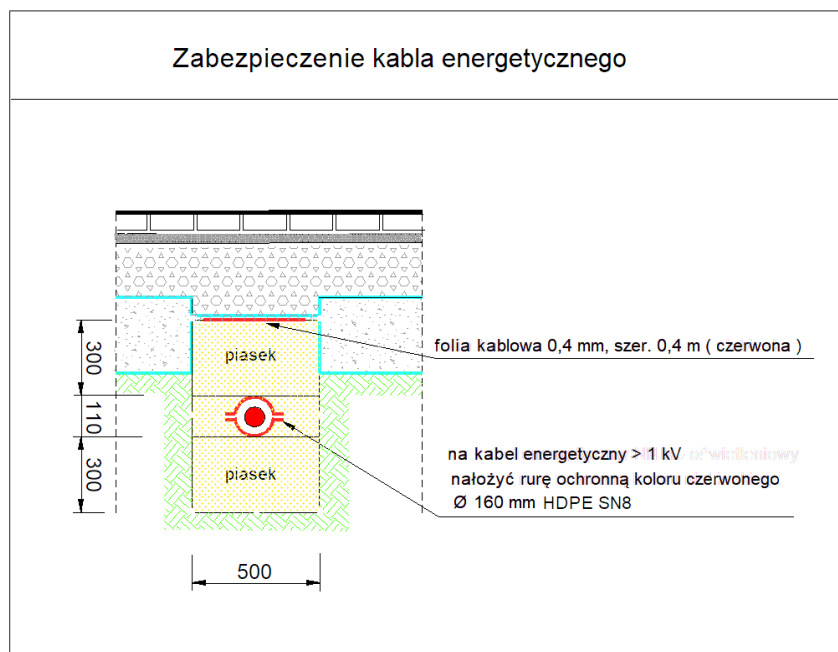 Zabezpieczenie kabla energetycznego
piasek
folia kablowa 0,4 mm, szer. 0,4 m ( czerwona )
300
110
300
piasek
na kabel energetyczny > 1 kV oświetleniowy
nałożyć rurę ochronną koloru czerwonego
Ø 160 mm HDPE SN8
500